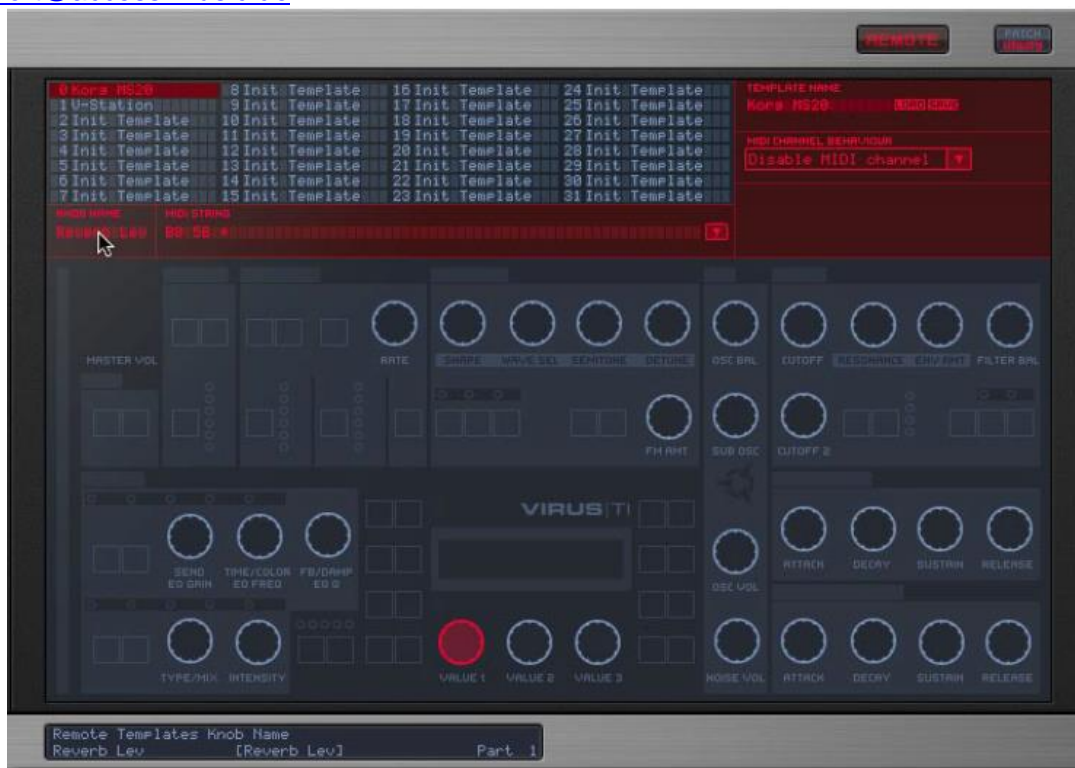 REMOTE
PATCH
0 Korg MS20 8 Init Template 16 Init Template 24 Init Template
1 V-Station 9 Init Template 17 Init Template 25 Init Template
2 Init Template 10 Init Template 18 Init Template 26 Init Template
3 Init Template 11 Init Template 19 Init Template 27 Init Template
4 Init Template 12 Init Template 20 Init Template 28 Init Template
5 Init Template 13 Init Template 21 Init Template 29 Init Template
6 Init Template 14 Init Template 22 Init Template 30 Init Template
7 Init Template 15 Init Template 23 Init Template 31 Init Template
TEMPLATE NAME
Korg MS20 LOAD SAVE
MIDI CHANNEL BEHAVIOUR
Disable MIDI channel
KNOB NAME MIDI STRING
Reverb Lev B0 5B *
MASTER VOL RATE SHAPE WAVE SEL SEMITONE DETUNE OSC BAL CUTOFF RESONANCE ENV AMT FILTER BAL
FM AMT SUB OSC CUTOFF 2
VIRUS TI
SEND TIME/COLOR FB/DAMP
EQ GAIN EQ FREQ EQ Q
OSC VOL
ATTACK DECAY SUSTAIN RELEASE
TYPE/MIX INTENSITY VALUE 1 VALUE 2 VALUE 3 NOISE VOL ATTACK DECAY SUSTAIN RELEASE
Remote Templates Knob Name
Reverb Lev [Reverb Lev] Part 1